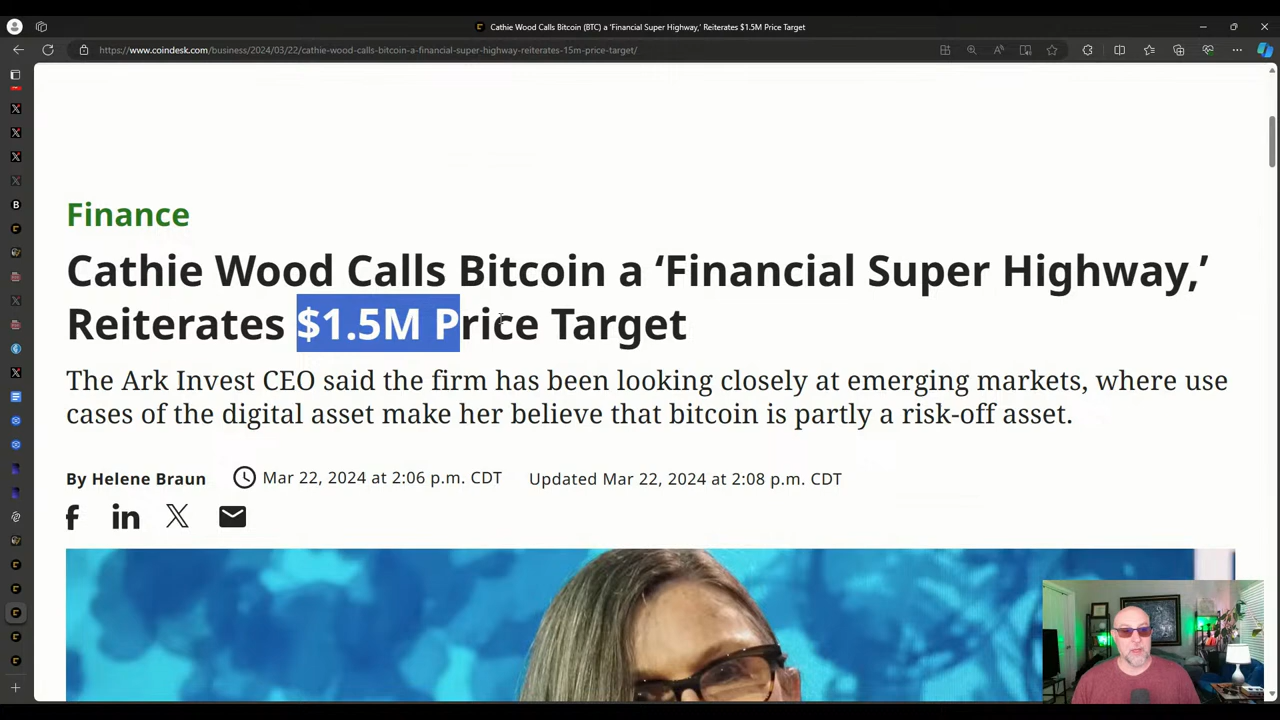 Cathie Wood Calls Bitcoin (BTC) a 'Financial Super Highway,' Reiterates $1.5M Price Target
https://www.coindesk.com/business/2024/03/22/cathie-wood-calls-bitcoin-a-financial-super-highway-reiterates-15m-price-target/
Finance
Cathie Wood Calls Bitcoin a ‘Financial Super Highway,’
Reiterates $1.5M Price Target
The Ark Invest CEO said the firm has been looking closely at emerging markets, where use
cases of the digital asset make her believe that bitcoin is partly a risk-off asset.
By Helene Braun Mar 22, 2024 at 2:06 p.m. CDT Updated Mar 22, 2024 at 2:08 p.m. CDT